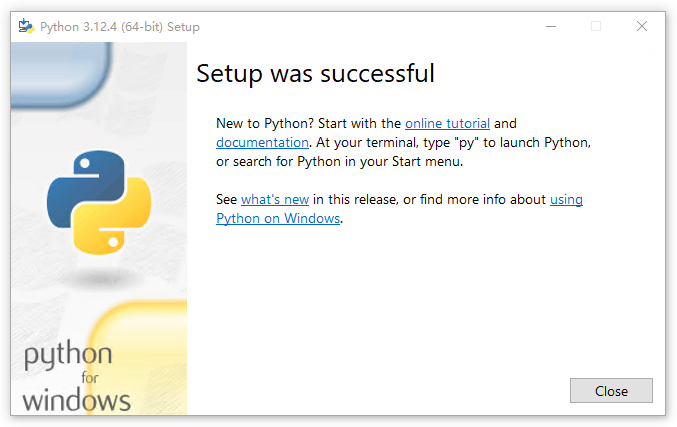 Python 3.12.4 (64-bit) Setup
Setup was successful
New to Python? Start with the online tutorial and
documentation. At your terminal, type "py" to launch Python,
or search for Python in your Start menu.
See what's new in this release, or find more info about using
Python on Windows.
python
for
windows
Close